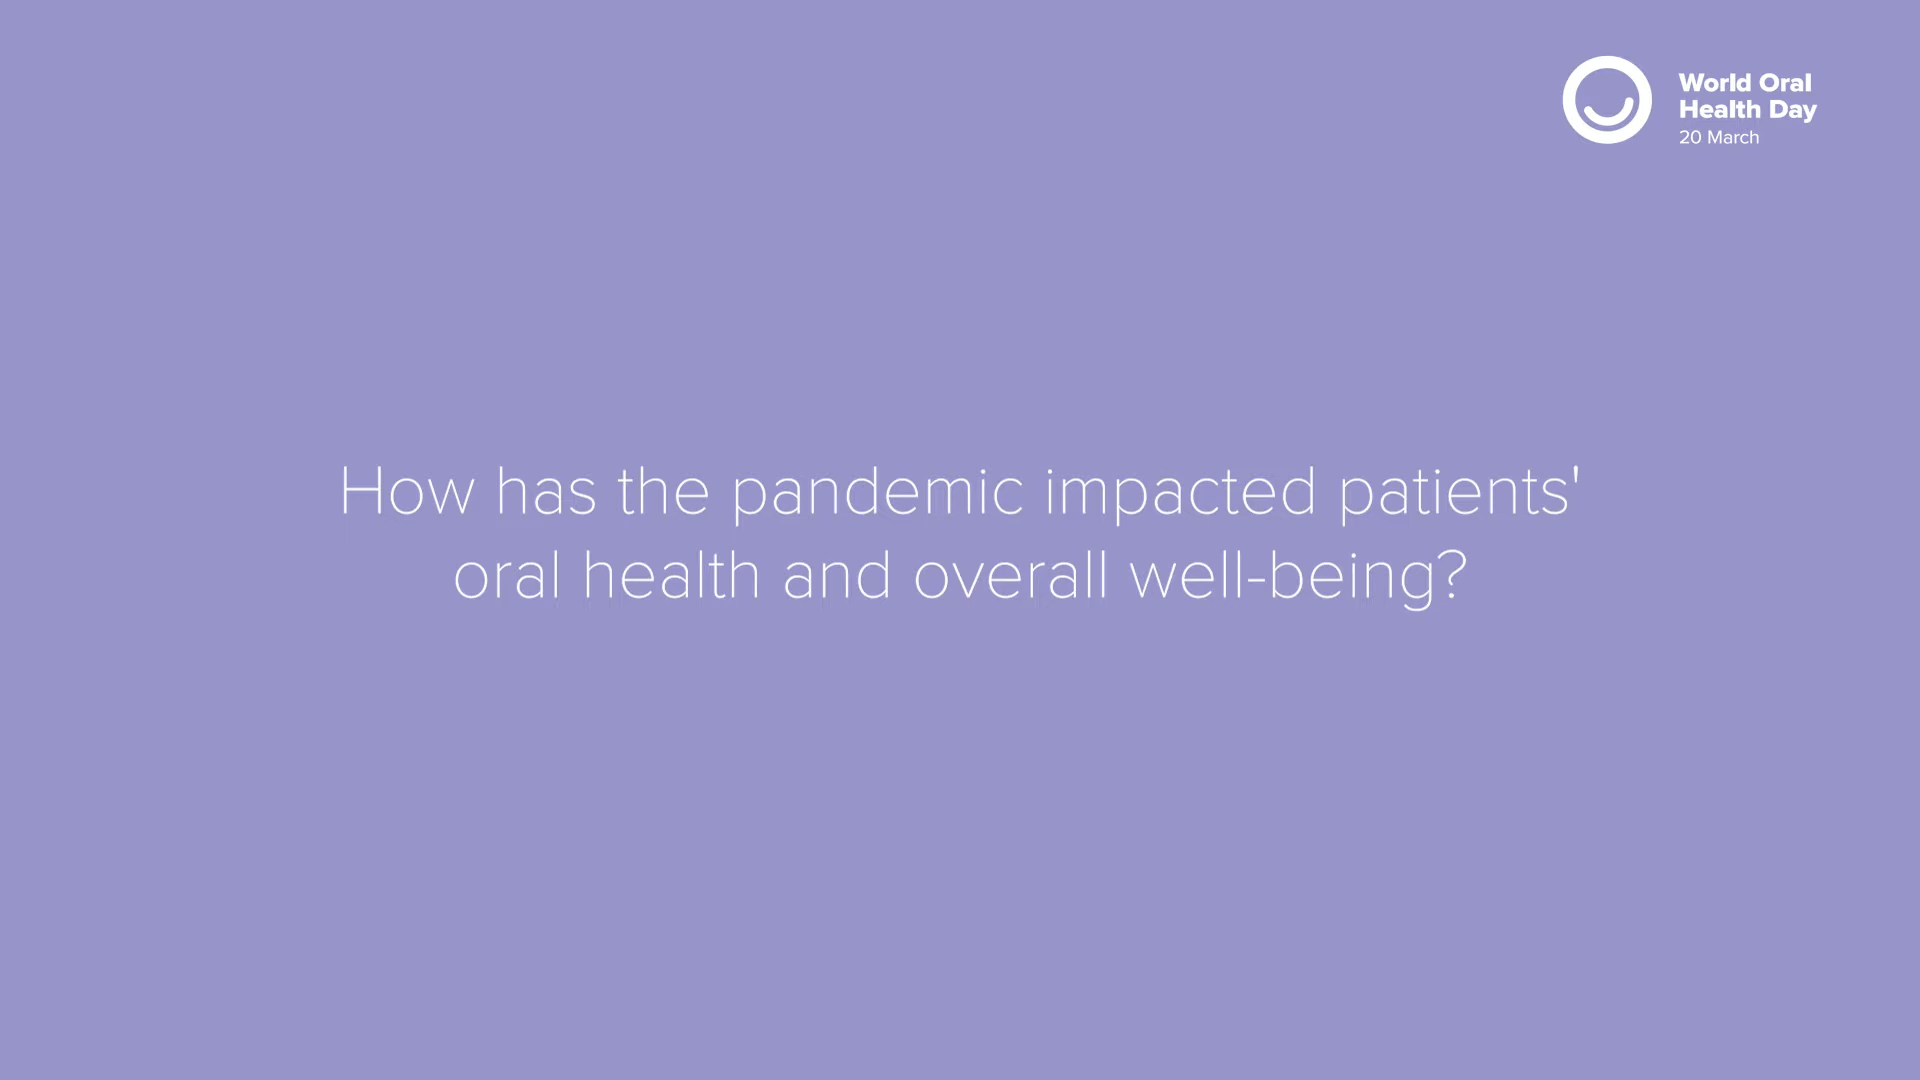 World Oral
Health Day
20 March
How has the pandemic impacted patients'
oral health and overall well-being?